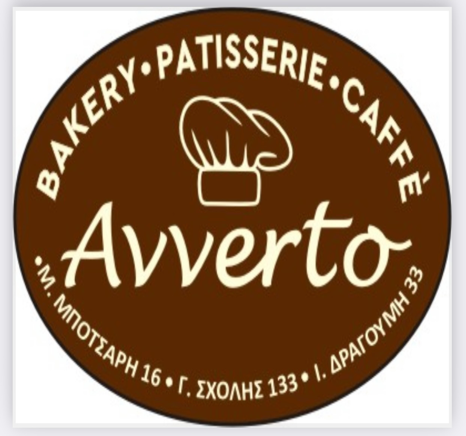 BAKERY•PATISSERIE•CAFFÈ
Avverto
•Μ. ΜΠΟΤΣΑΡΗ 16 • Γ. ΣΧΟΛΗΣ 133 • Ι. ΔΡΑΓΟΥΜΗ 33